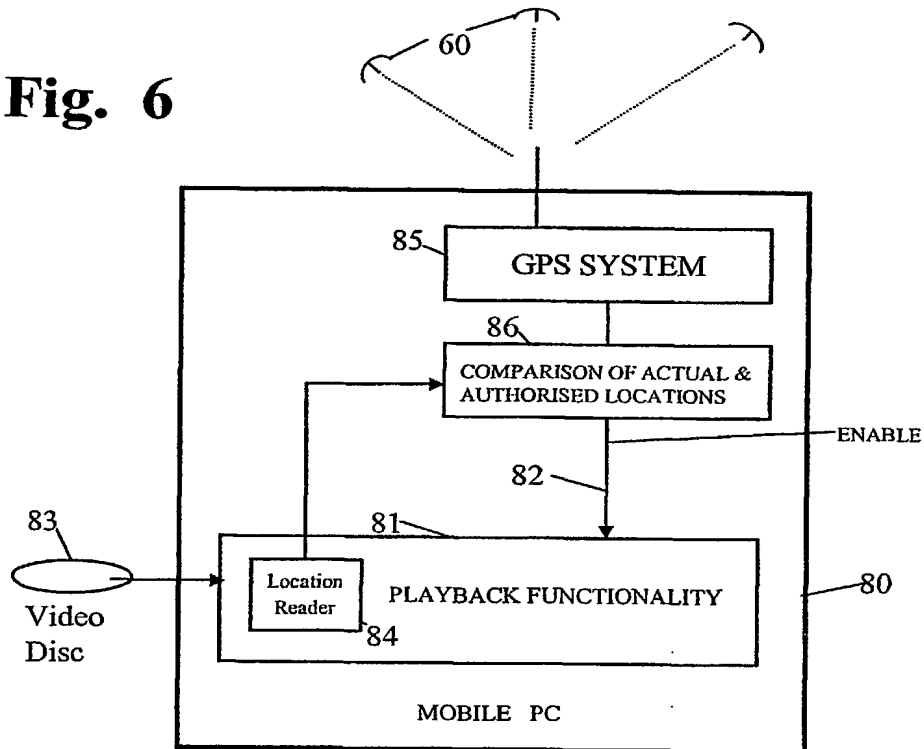 60
Fig. 6
85
GPS SYSTEM
86
COMPARISON OF ACTUAL &
AUTHORISED LOCATIONS
ENABLE
82
83
81
Location
Reader
84
PLAYBACK FUNCTIONALITY
80
Video
Disc
MOBILE PC